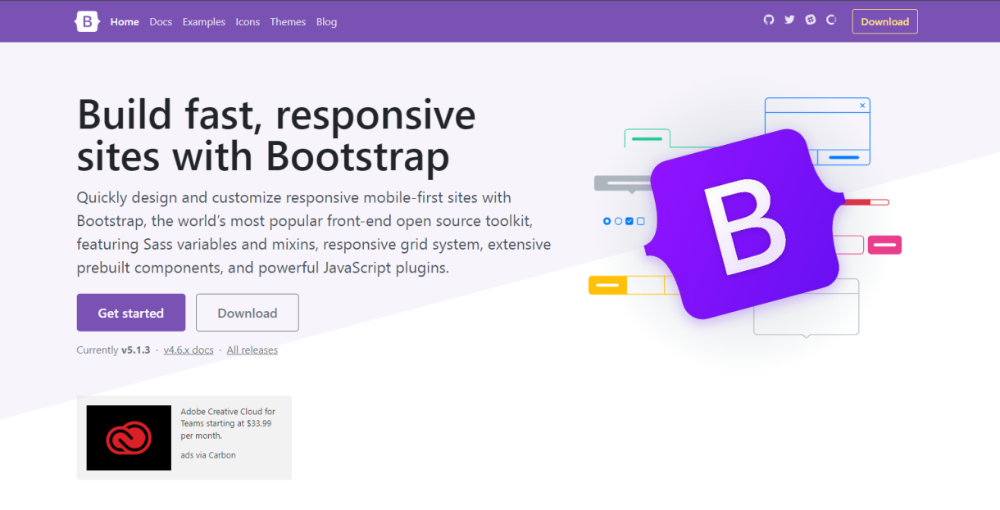 B Home Docs Examples Icons Themes Blog Download
Build fast, responsive
sites with Bootstrap
Quickly design and customize responsive mobile-first sites with
Bootstrap, the world's most popular front-end open source toolkit,
featuring Sass variables and mixins, responsive grid system, extensive
prebuilt components, and powerful JavaScript plugins.
Get started Download
Currently v5.1.3 · v4.6.x docs · All releases
B
Adobe Creative Cloud for
Teams starting at $33.99
per month.
ads via Carbon